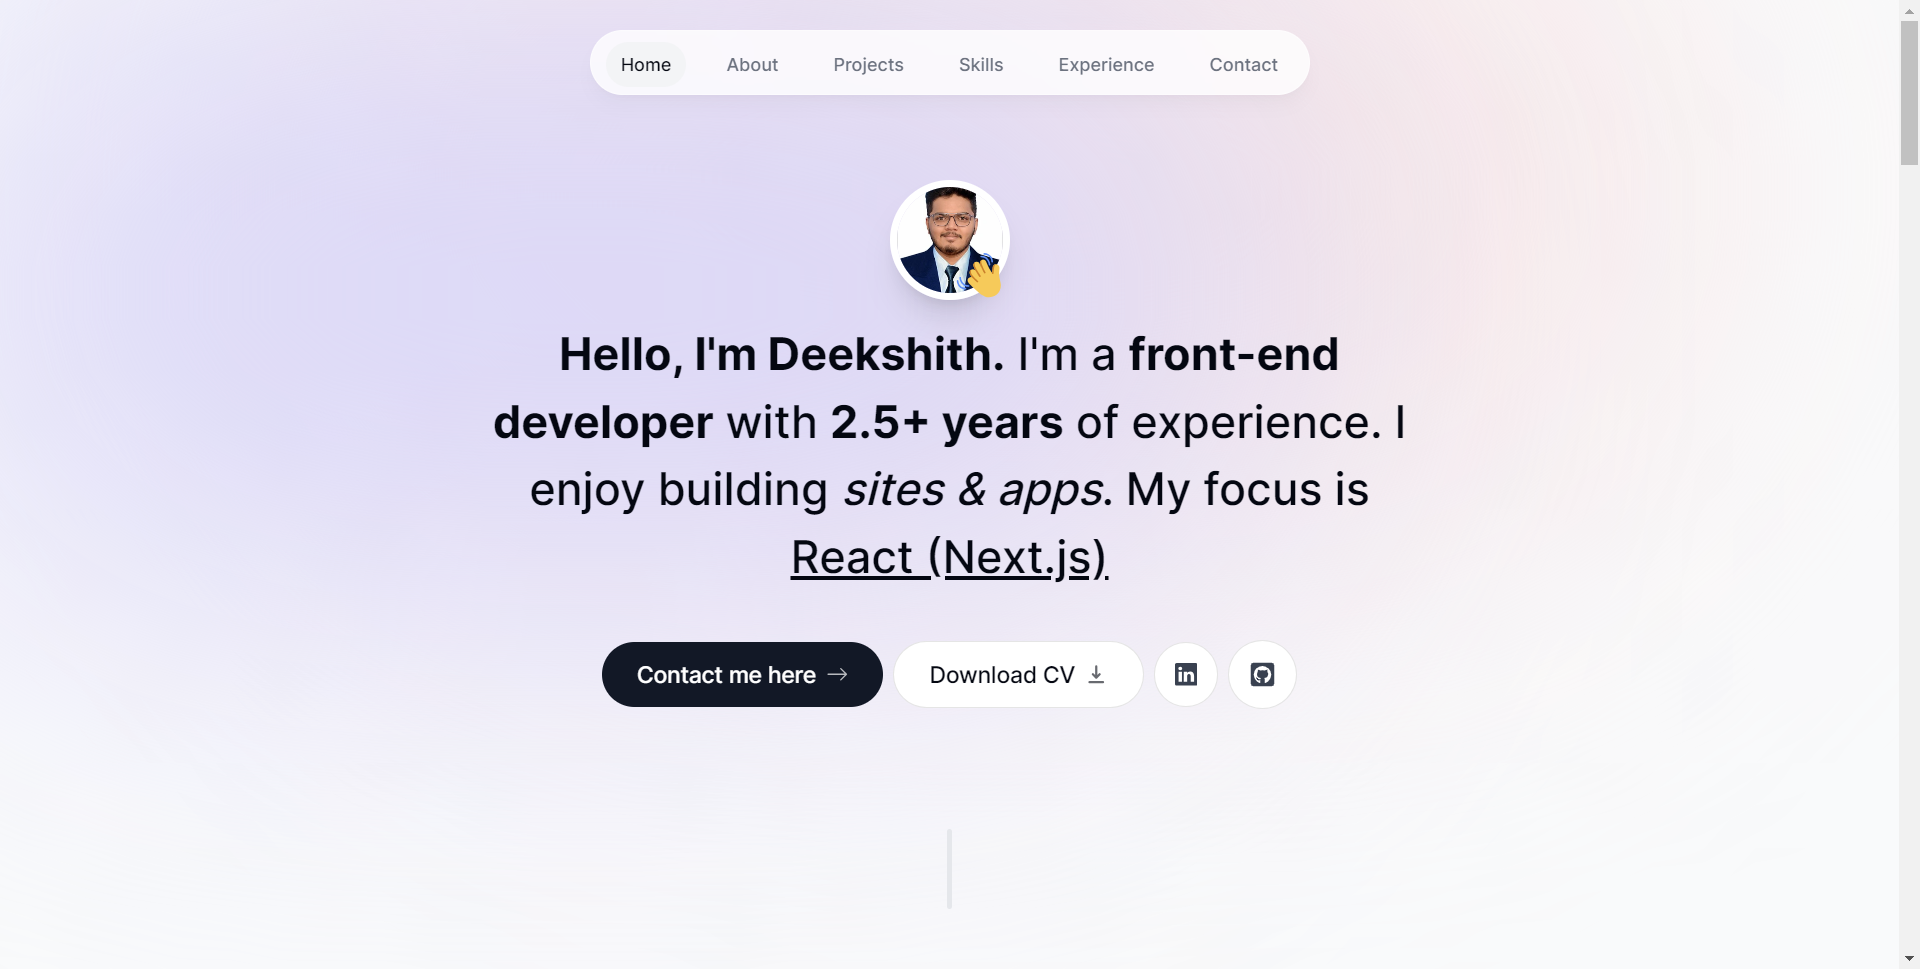 Home About Projects Skills Experience Contact
Hello, I'm Deekshith. I'm a front-end
developer with 2.5+ years of experience. I
enjoy building sites & apps. My focus is
React (Next.js)
Contact me here → Download CV in